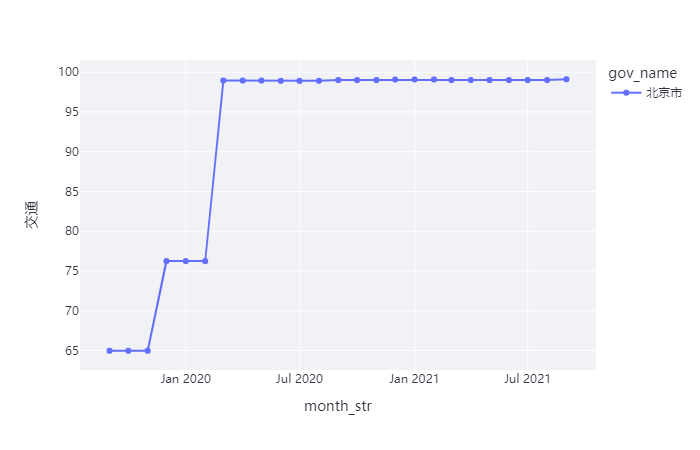 100
95
90
85
80
75
70
65
交通
Jan 2020
Jul 2020
Jan 2021
Jul 2021
month_str
gov_name
北京市